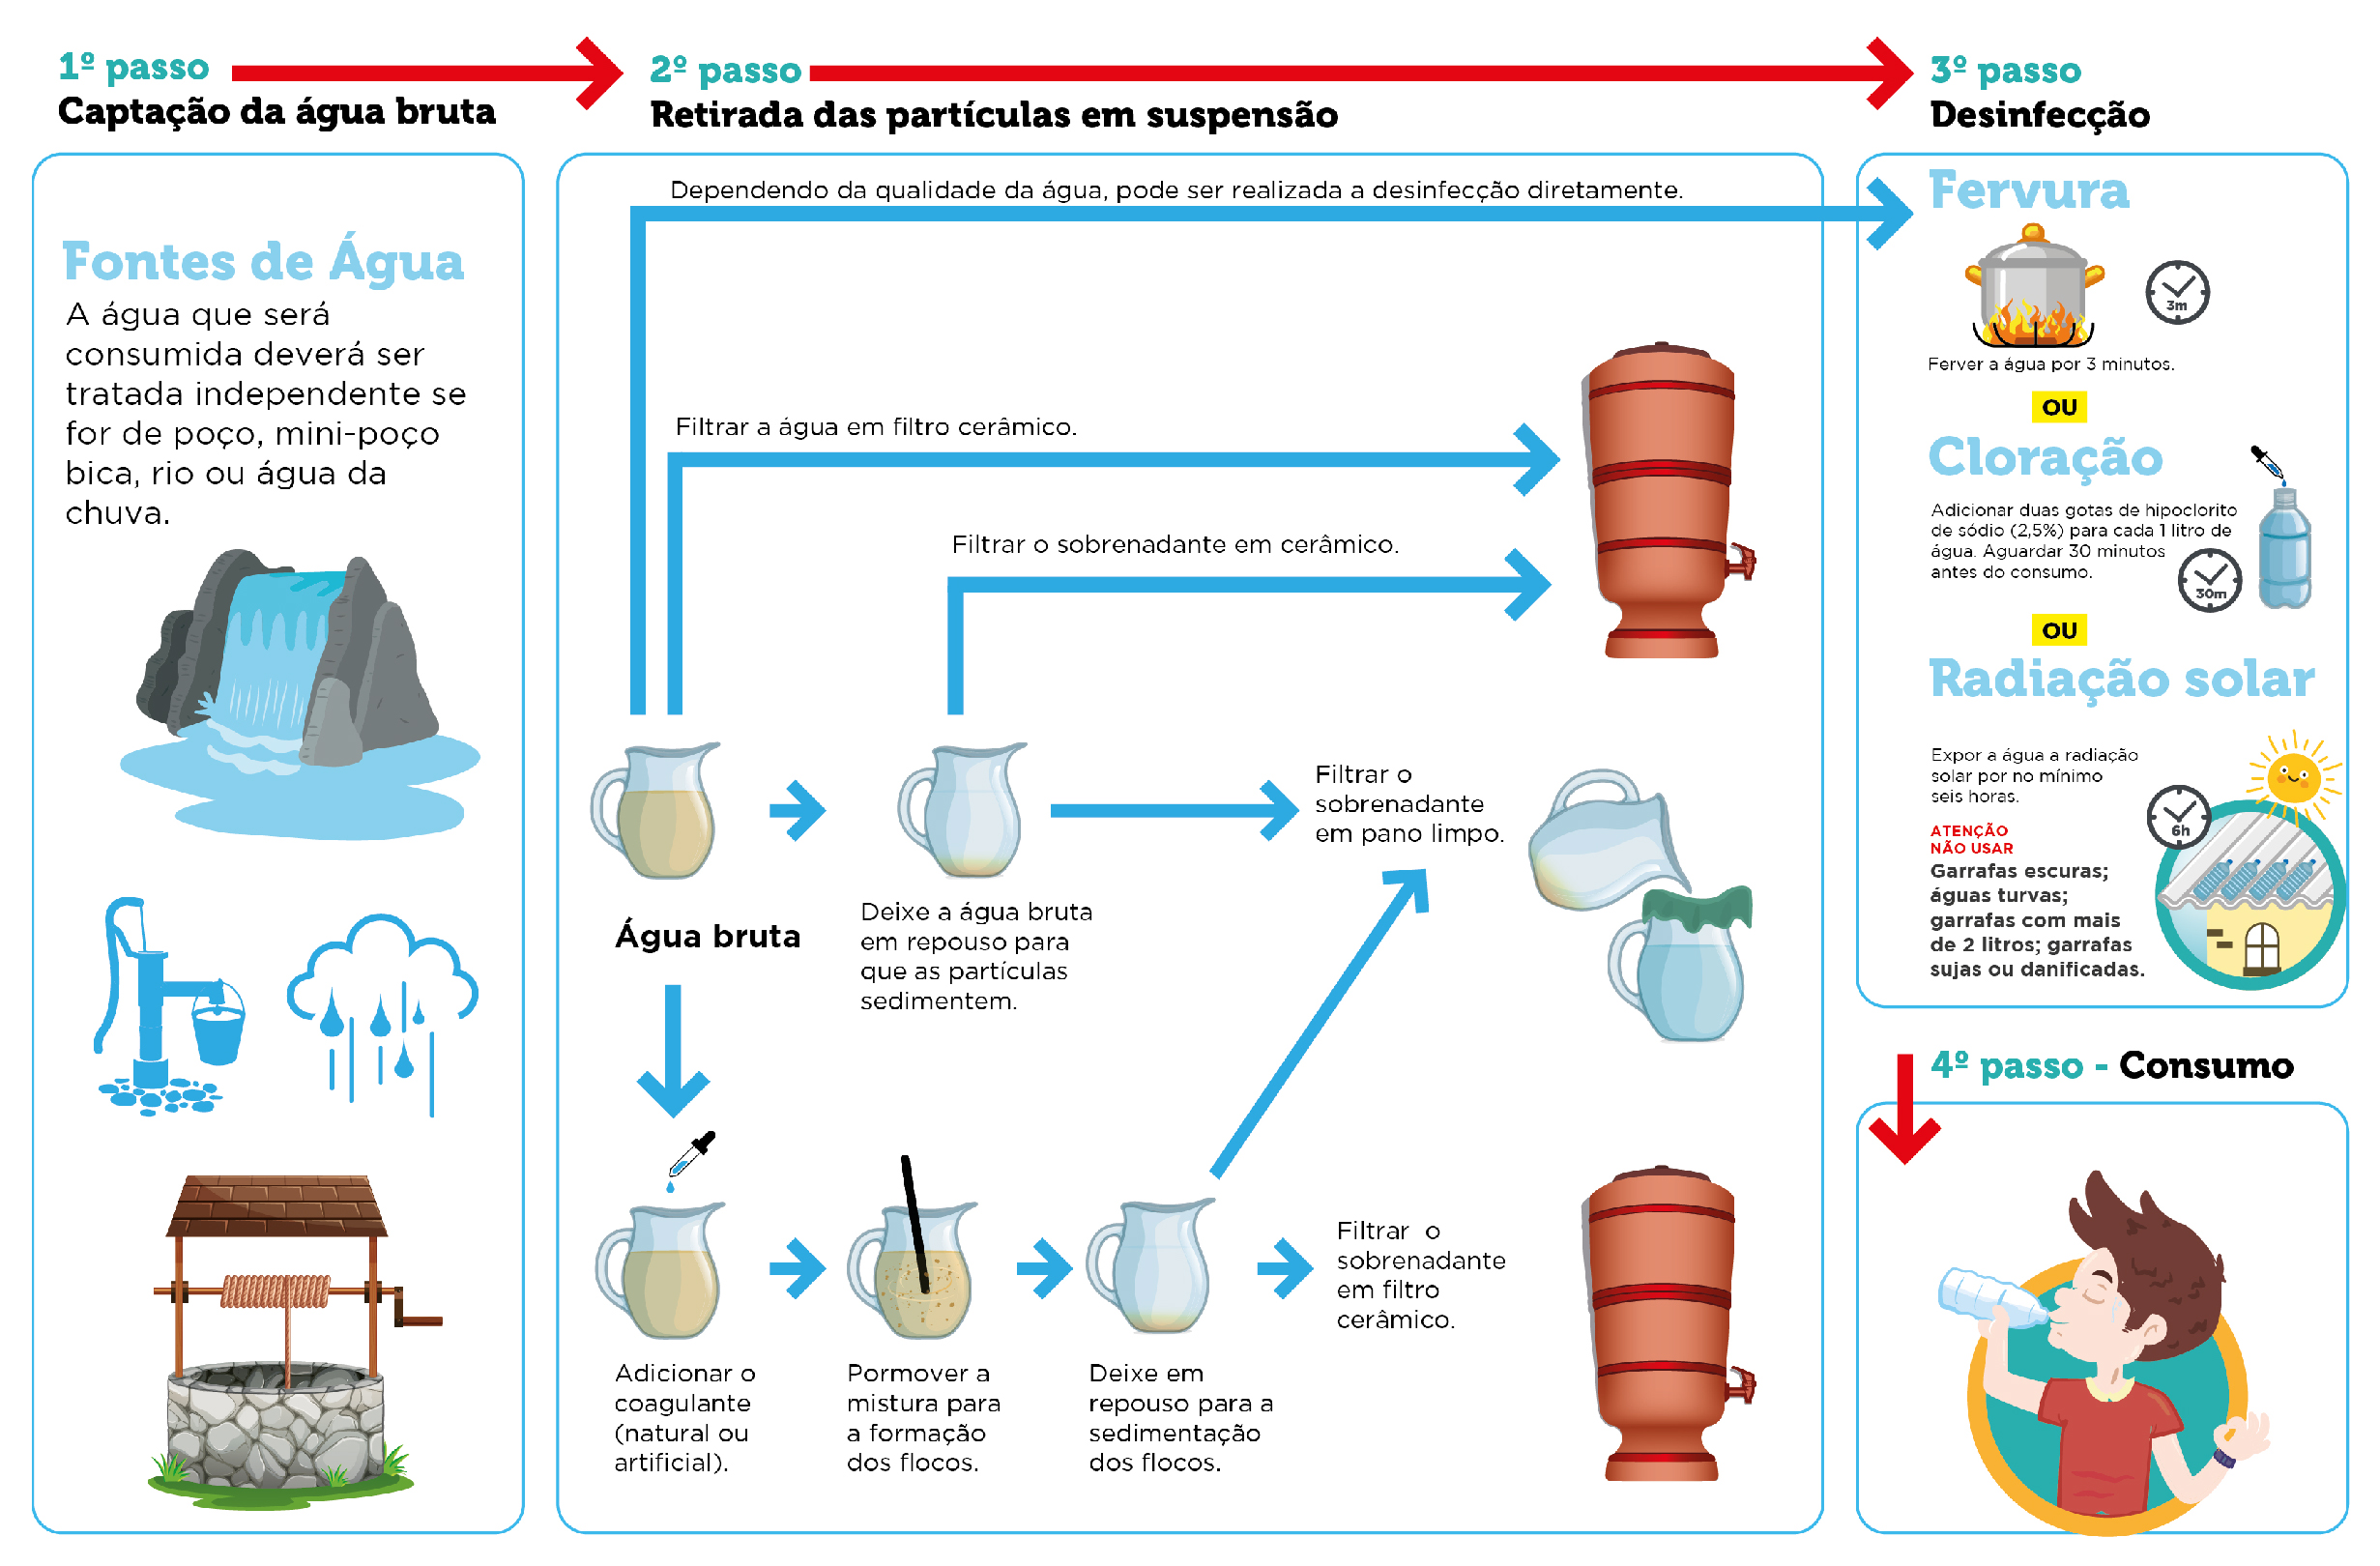 1º passo
Captação da água bruta
Fontes de Água
A água que será
consumida deverá ser
tratada independente se
for de poço, mini-poço
bica, rio ou água da
chuva.
2º passo
Retirada das partículas em suspensão
Dependendo da qualidade da água, pode ser realizada a desinfecção diretamente.
Filtrar a água em filtro cerâmico.
Filtrar o sobrenadante em cerâmico.
Água bruta
Deixe a água bruta
em repouso para
que as partículas
sedimentem.
Filtrar o
sobrenadante
em pano limpo.
Adicionar o
coagulante
(natural ou
artificial).
Pormover a
mistura para
a formação
dos flocos.
Deixe em
repouso para a
sedimentação
dos flocos.
Filtrar o
sobrenadante
em filtro
cerâmico.
3º passo
Desinfecção
Fervura
3m
Ferver a água por 3 minutos.
OU
Cloração
Adicionar duas gotas de hipoclorito
de sódio (2,5%) para cada 1 litro de
água. Aguardar 30 minutos
antes do consumo.
30m
OU
Radiação solar
Expor a água a radiação
solar por no mínimo
seis horas.
6h
ATENÇÃO
NÃO USAR
Garrafas escuras;
águas turvas;
garrafas com mais
de 2 litros; garrafas
sujas ou danificadas.
4º passo - Consumo